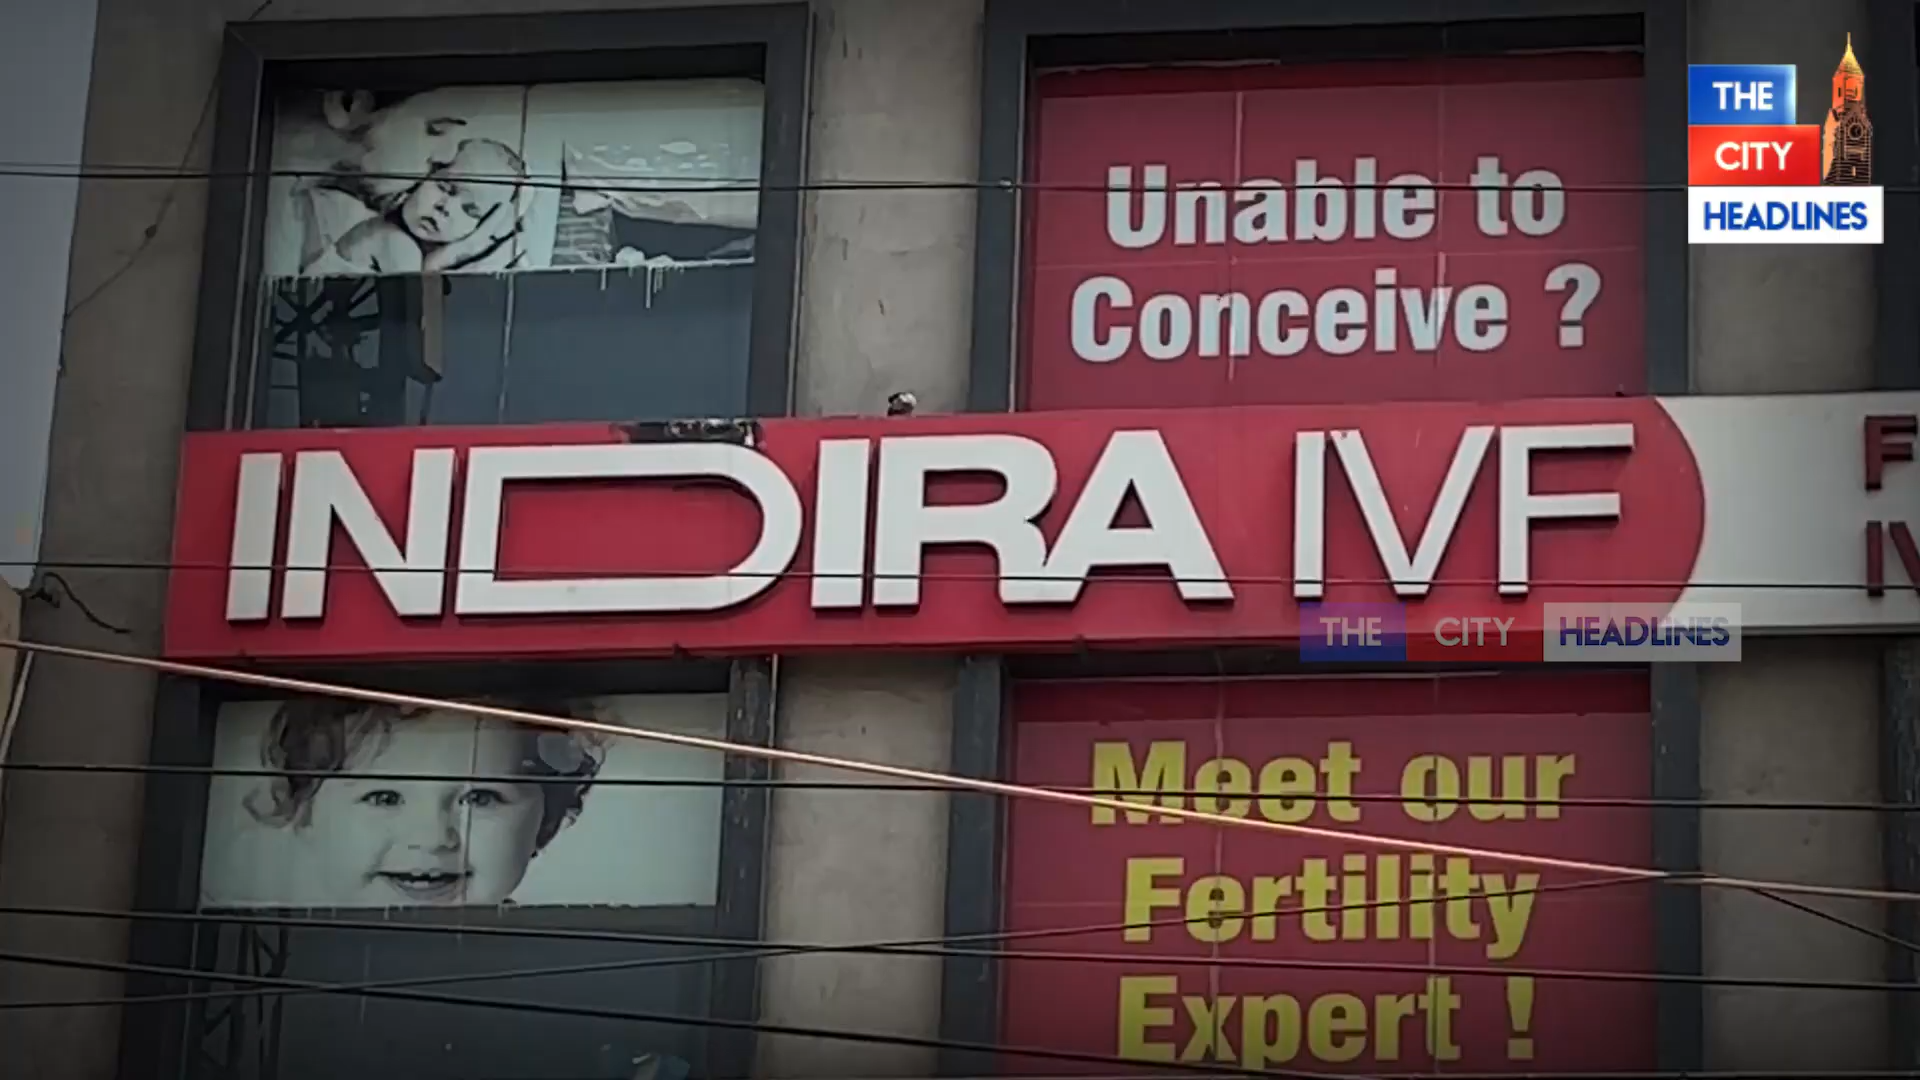 Unable to
Conceive ?
THE
CITY
HEADLINES
INDIRA IVF
THE CITY HEADLINES
Meet our
Fertility
Expert !